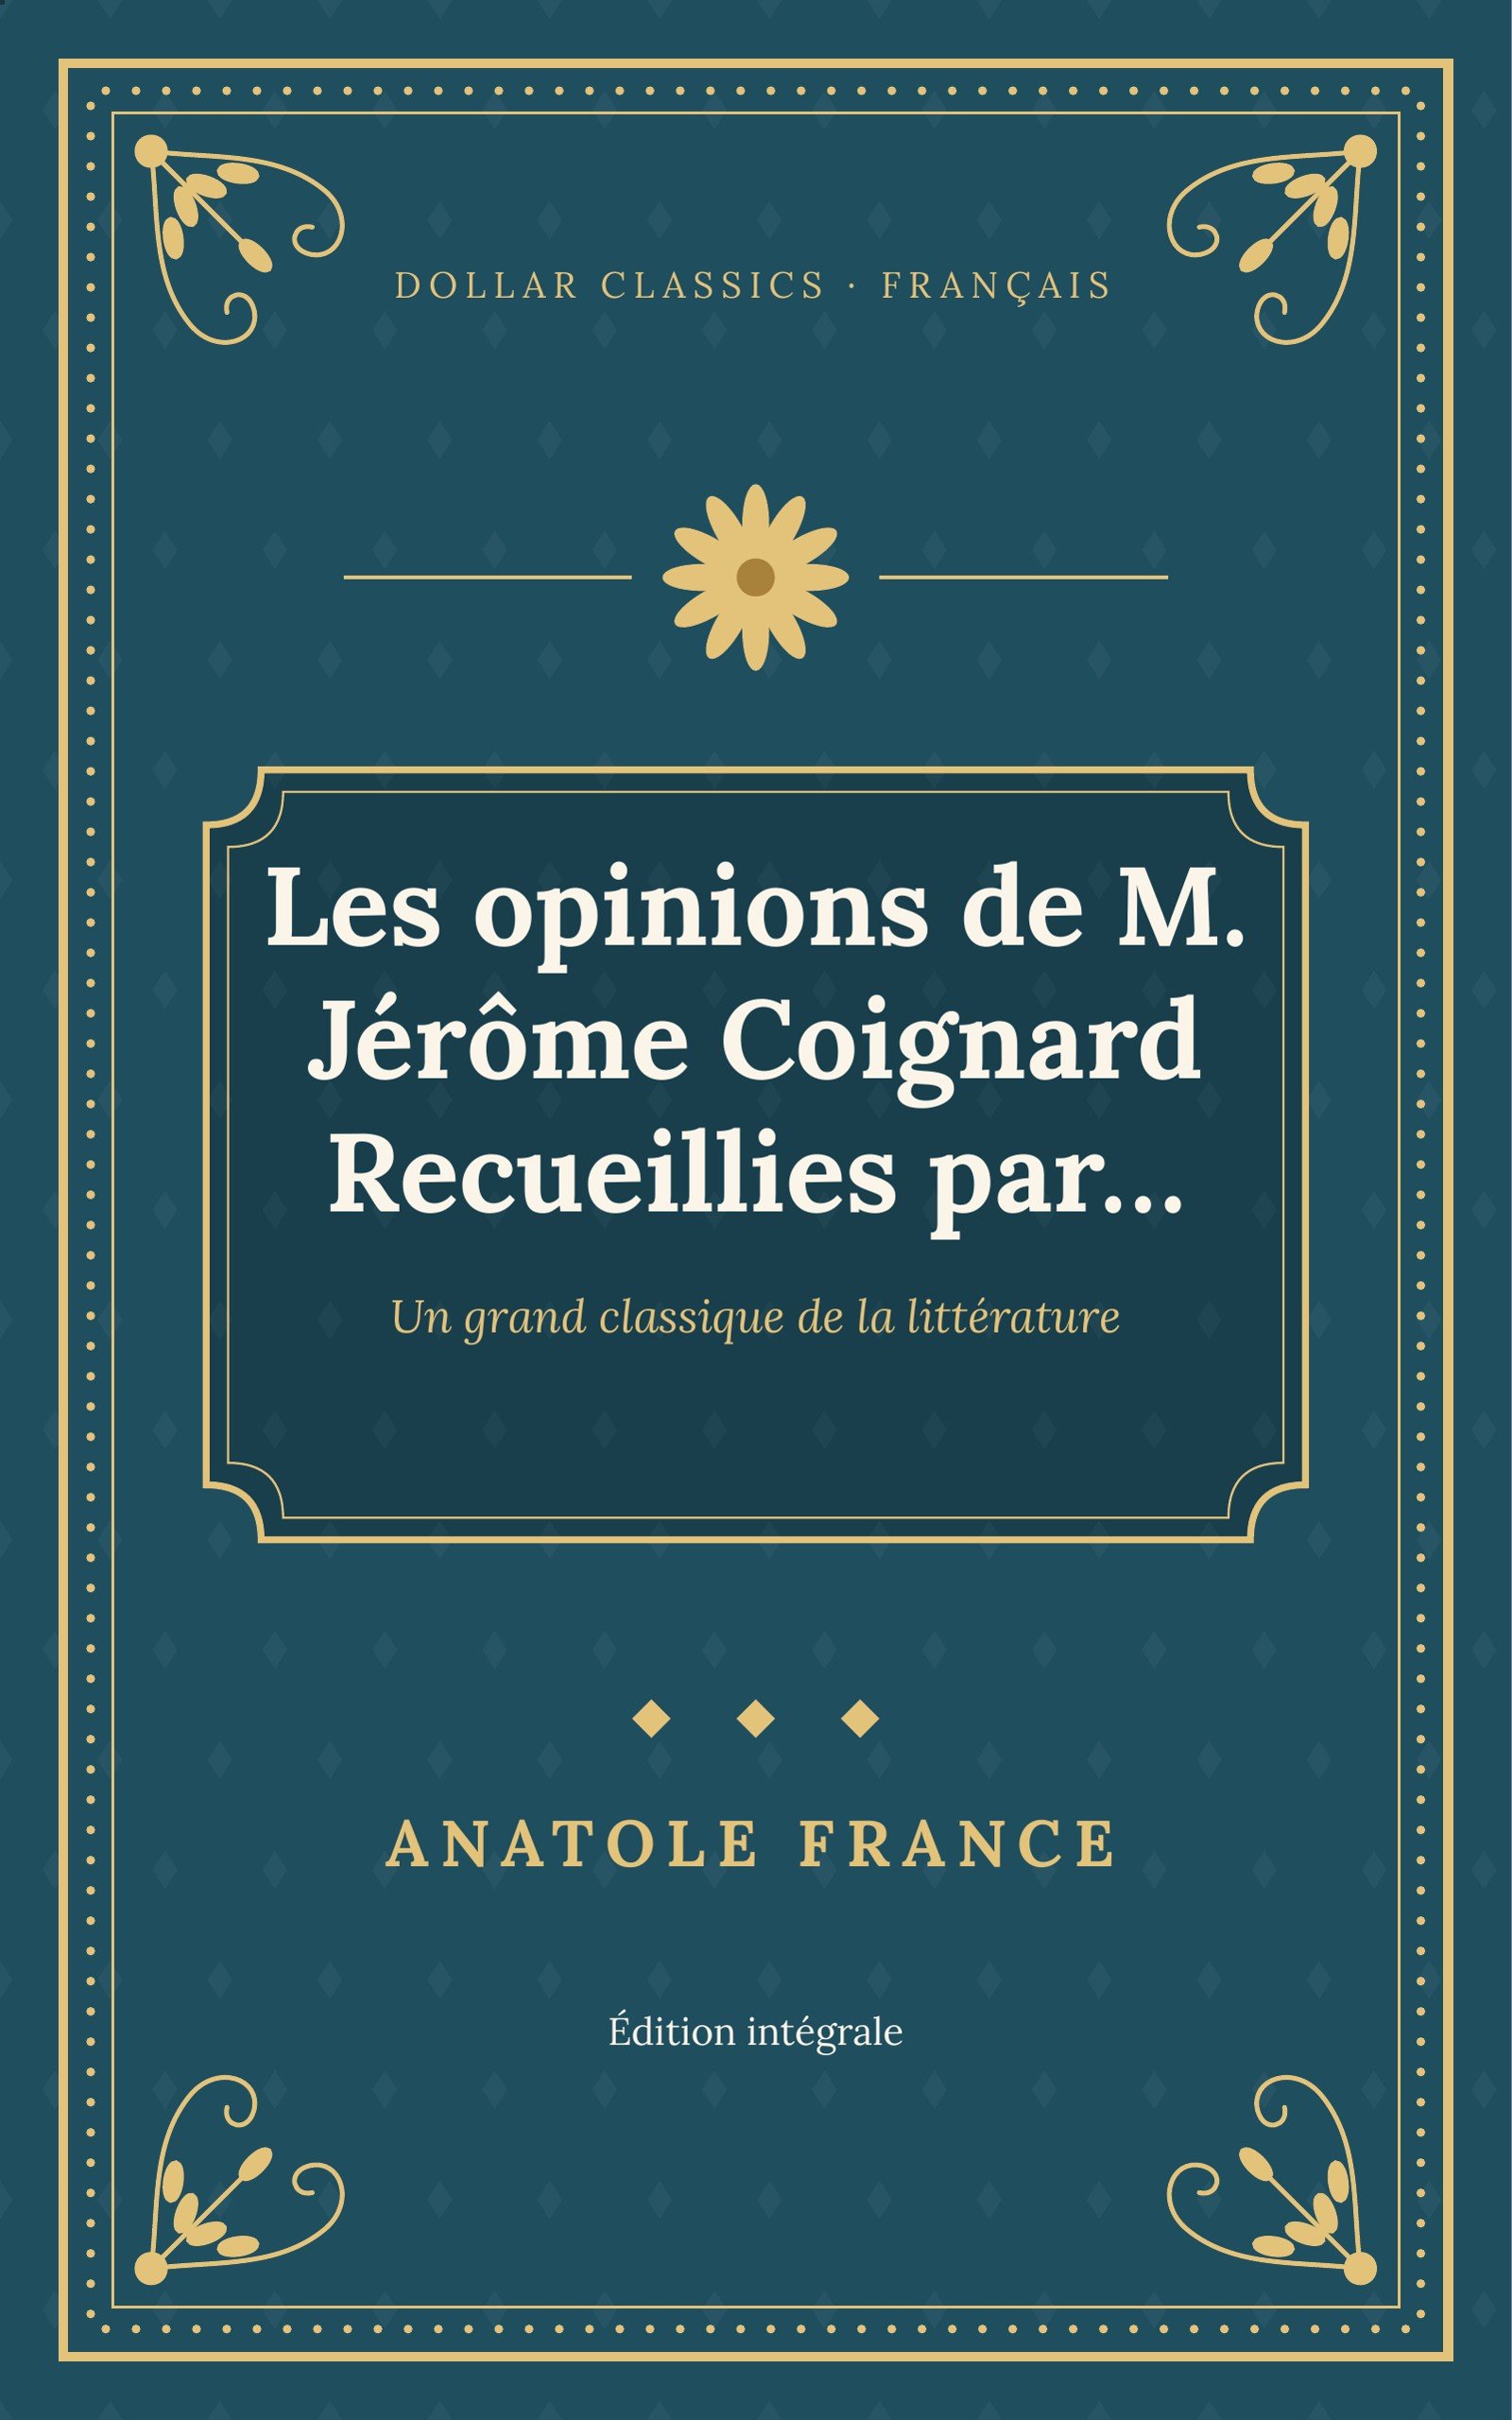 DOLLAR CLASSICS · FRANÇAIS
Les opinions de M.
Jérôme Coignard
Recueillies par...
Un grand classique de la littérature
ANATOLE FRANCE
Édition intégrale